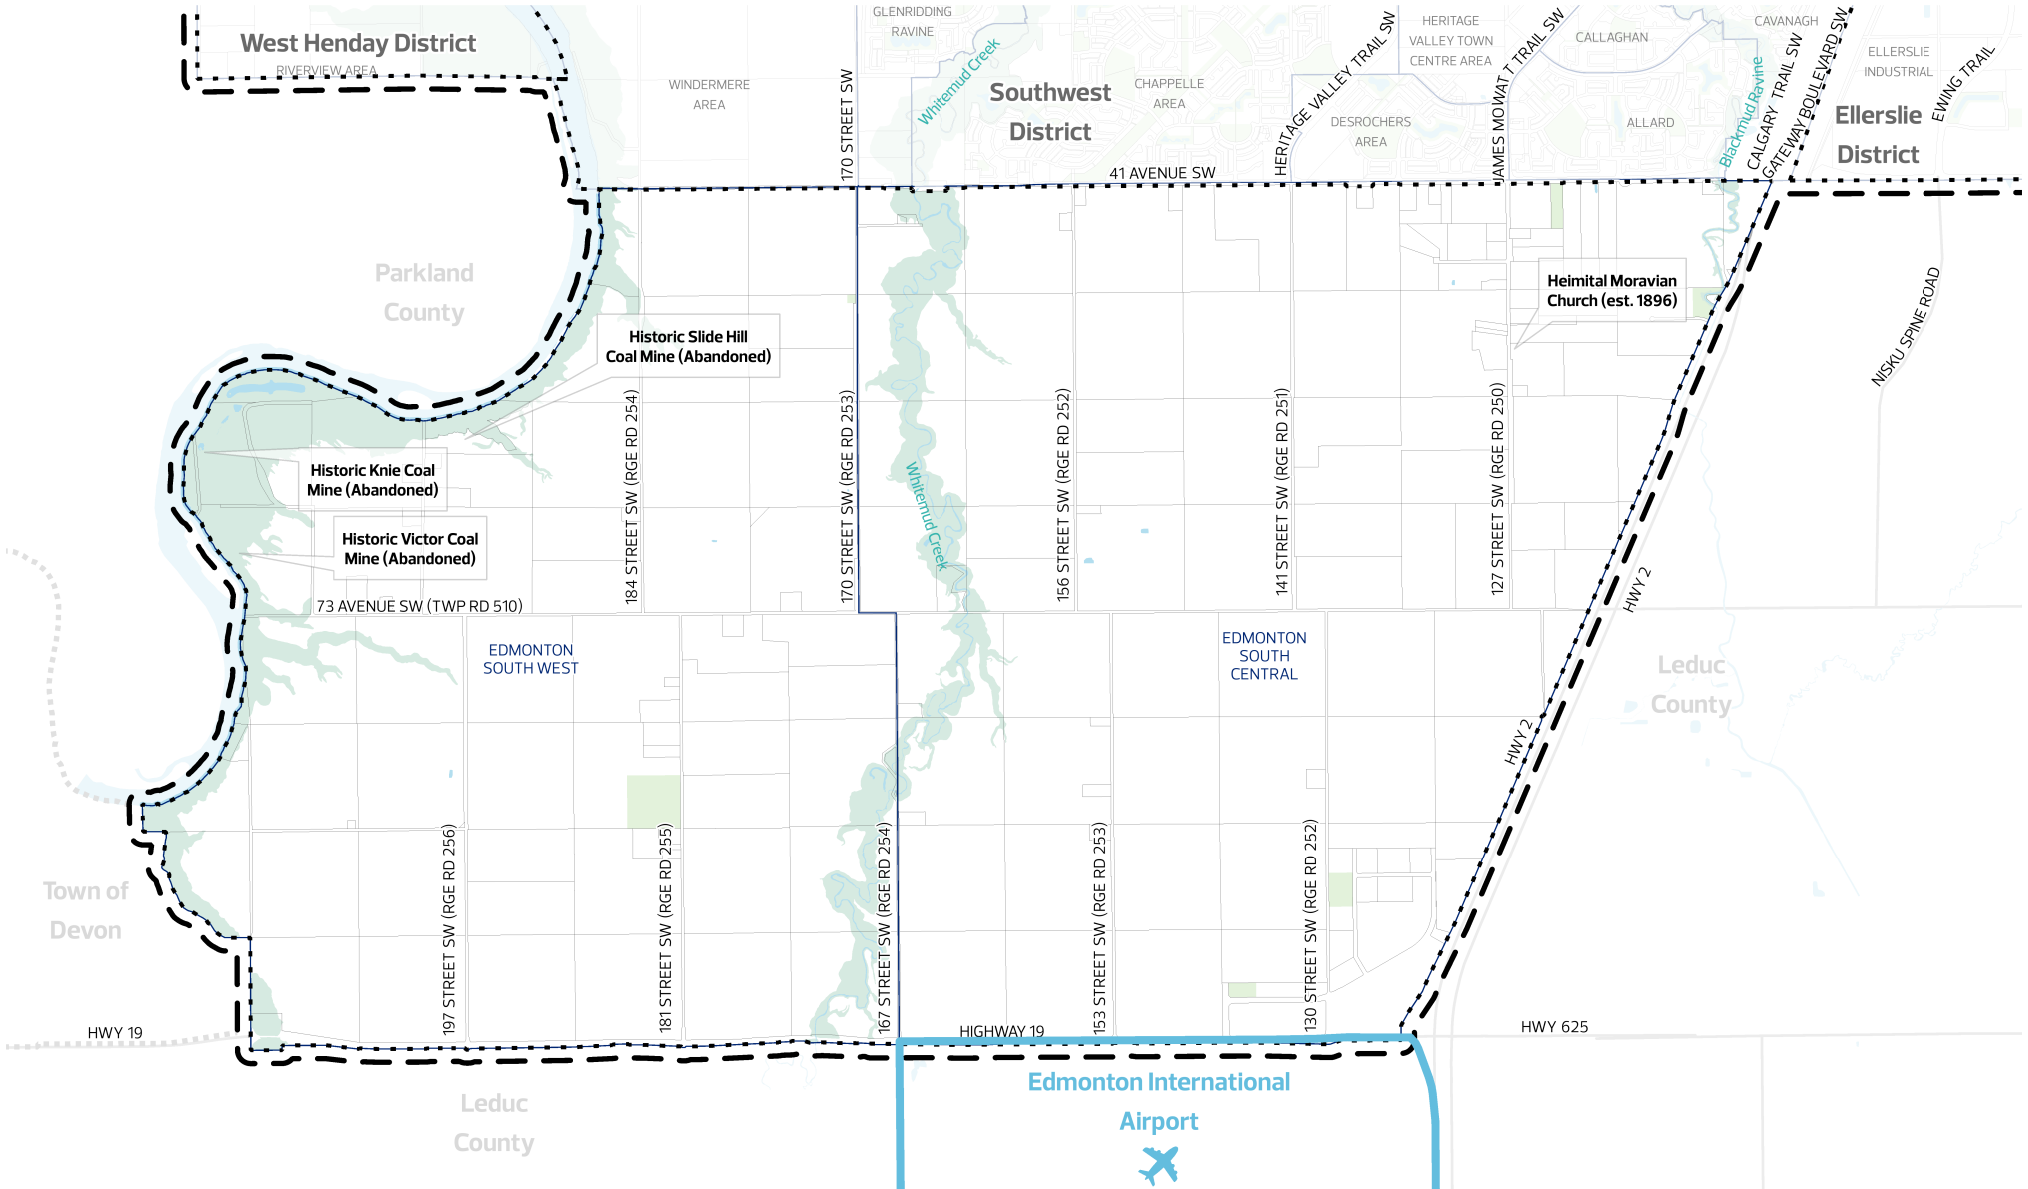 West Henday District
RIVERVIEW AREA
WINDERMERE
AREA
170 STREET SW
GLENRIDDING
RAVINE
Whitemud Creek
Southwest
District
CHAPPELLE
AREA
HERITAGE VALLEY TRAIL SW
HERITAGE
VALLEY TOWN
CENTRE AREA
DESROCHERS
AREA
JAMES MOWAT T TRAIL SW
CALLAGHAN
ALLARD
Blackmud Ravine
CAVANAGH
CALGARY TRAIL SW
GATEWAY BOULEVARD SW
ELLERSLIE
INDUSTRIAL
Ellerslie
District
EWING TRAIL
41 AVENUE SW
Parkland
County
Heimital Moravian
Church (est. 1896)
NISKU SPINE ROAD
Historic Slide Hill
Coal Mine (Abandoned)
Historic Knie Coal
Mine (Abandoned)
Historic Victor Coal
Mine (Abandoned)
184 STREET SW (RGE RD 254)
170 STREET SW (RGE RD 253)
Whitemud Creek
156 STREET SW (RGE RD 252)
141 STREET SW (RGE RD 251)
127 STREET SW (RGE RD 250)
HWY 2
73 AVENUE SW (TWP RD 510)
EDMONTON
SOUTH WEST
EDMONTON
SOUTH
CENTRAL
Leduc
County
HWY 2
Town of
Devon
197 STREET SW (RGE RD 256)
181 STREET SW (RGE RD 255)
167 STREET SW (RGE RD 254)
153 STREET SW (RGE RD 253)
130 STREET SW (RGE RD 252)
HWY 19
HIGHWAY 19
HWY 625
Leduc
County
Edmonton International
Airport